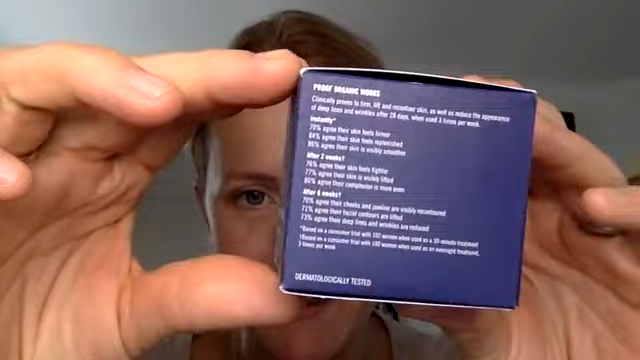 PROOF ORGANIC WORKS
Clinically proven to firm, lift and recontour skin, as well as reduce the appearance
of deep lines and wrinkles after 28 days, when used 3 times per week.
Instantly*
70% agree their skin feels firmer
84% agree their skin feels replenished
86% agree their skin is visibly smoother
After 2 weeks†
76% agree their skin feels tighter
77% agree their skin is visibly lifted
80% agree their complexion is more even
After 6 weeks†
70% agree their cheeks and jawline are visibly recontoured
71% agree their facial contours are lifted
73% agree their deep lines and wrinkles are reduced
*Based on a consumer trial with 102 women when used as a 10-minute treatment
†Based on a consumer trial with 100 women when used as an overnight treatment,
3 times per week
DERMATOLOGICALLY TESTED